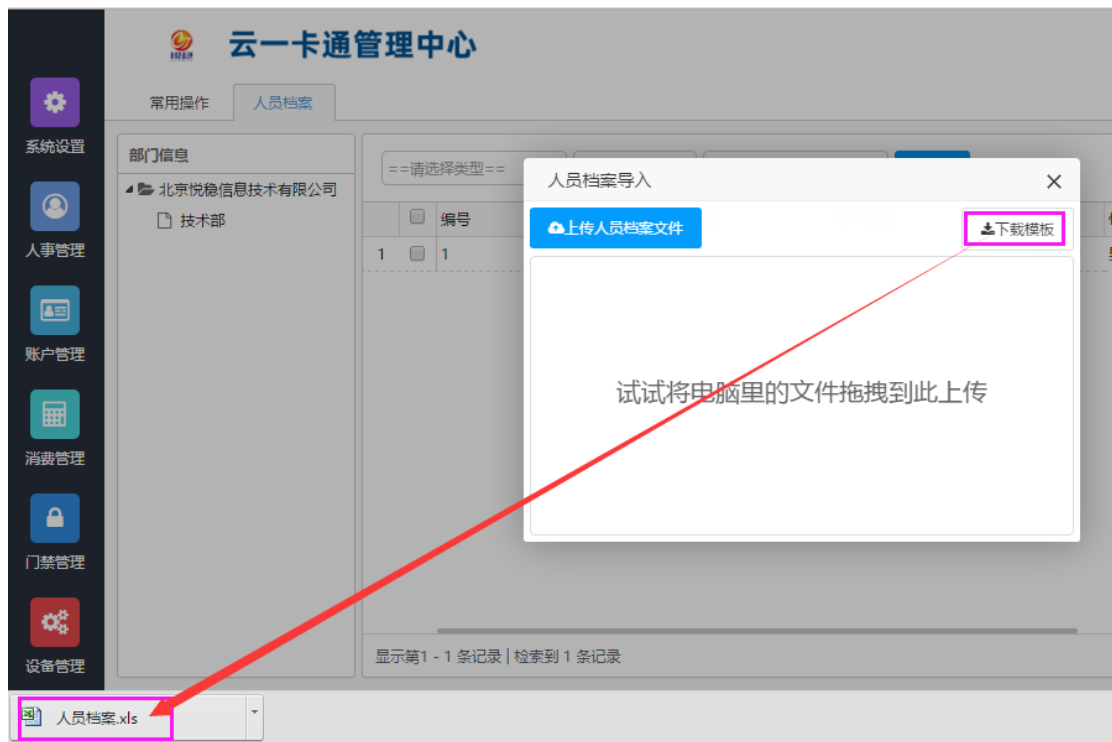 云一卡通管理中心
常用操作
人员档案
系统设置
人事管理
账户管理
消费管理
门禁管理
设备管理
部门信息
北京悦稳信息技术有限公司
技术部
==请选择类型==
编号
1
1
人员档案导入
上传人员档案文件
下载模板
试试将电脑里的文件拖拽到此上传
显示第1 - 1 条记录 | 检索到 1 条记录
人员档案.xls